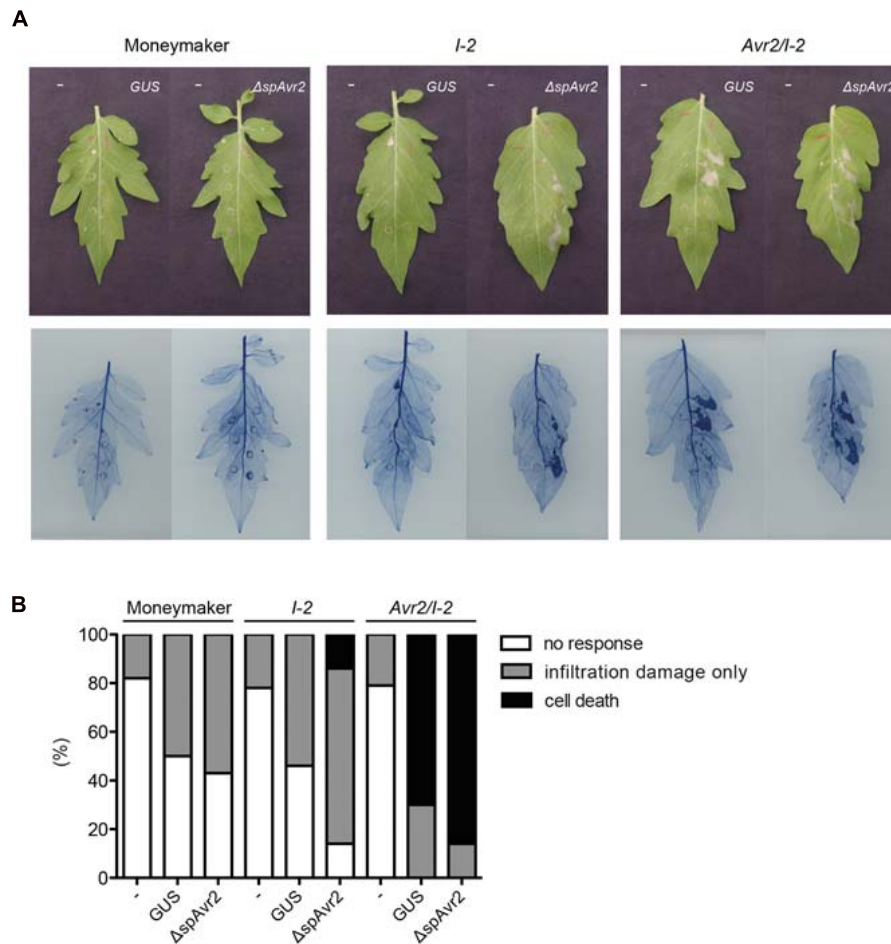 A
Moneymaker I-2 Avr2/I-2
- GUS - ΔspAvr2 - GUS - ΔspAvr2 - GUS - ΔspAvr2
B
Moneymaker I-2 Avr2/I-2
100
80
60
40
20
0
(%)
no response
infiltration damage only
cell death
- GUS ΔspAvr2 - GUS ΔspAvr2 - GUS ΔspAvr2